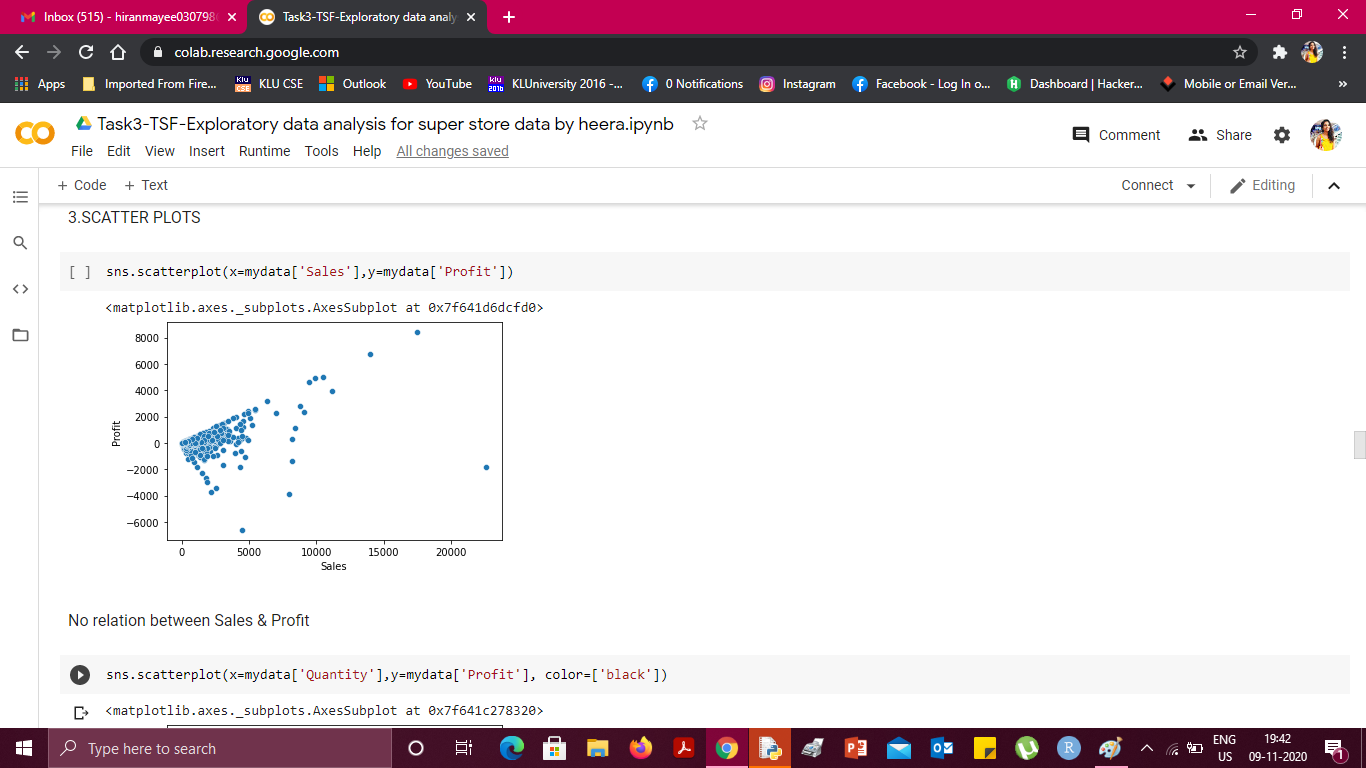 Inbox (515) - hiranmayee030798
Task3-TSF-Exploratory data analy
colab.research.google.com
Apps
Imported From Fire...
KLU CSE
KLU CSE
Outlook
YouTube
klu 2016
KLUniversity 2016 -...
0 Notifications
Instagram
Facebook - Log In o...
H
Dashboard | Hacker...
Mobile or Email Ver...
»
Task3-TSF-Exploratory data analysis for super store data by heera.ipynb
File Edit View Insert Runtime Tools Help All changes saved
Comment
Share
+ Code + Text
Connect
Editing
3.SCATTER PLOTS
[ ] sns.scatterplot(x=mydata['Sales'],y=mydata['Profit'])
<matplotlib.axes._subplots.AxesSubplot at 0x7f641d6dcfd0>
8000
6000
4000
2000
0
−2000
−4000
−6000
Profit
0 5000 10000 15000 20000
Sales
No relation between Sales & Profit
sns.scatterplot(x=mydata['Quantity'],y=mydata['Profit'], color=['black'])
<matplotlib.axes._subplots.AxesSubplot at 0x7f641c278320>
Type here to search
R
ENG
US
19:42
09-11-2020
1